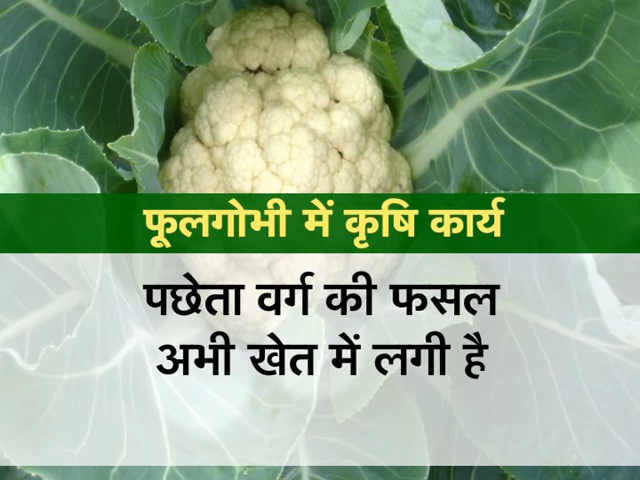 फूलगोभी में कृषि कार्य
पछेता वर्ग की फसल
अभी खेत में लगी है